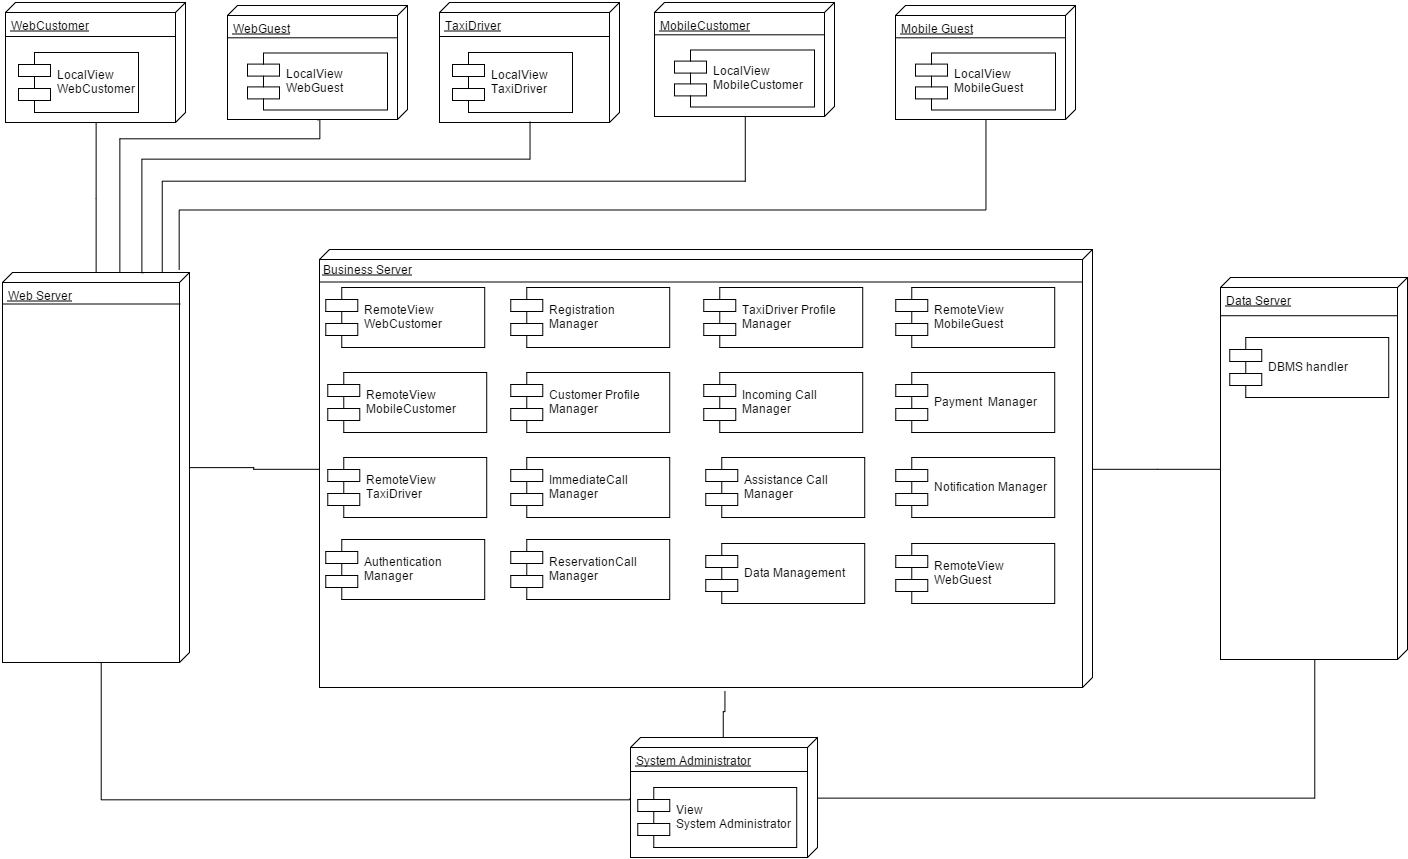 WebCustomer
LocalView
WebCustomer
WebGuest
LocalView
WebGuest
TaxiDriver
LocalView
TaxiDriver
MobileCustomer
LocalView
MobileCustomer
Mobile Guest
LocalView
MobileGuest
Web Server
Business Server
RemoteView
WebCustomer
Registration
Manager
TaxiDriver Profile
Manager
RemoteView
MobileGuest
RemoteView
MobileCustomer
Customer Profile
Manager
Incoming Call
Manager
Payment Manager
RemoteView
TaxiDriver
ImmediateCall
Manager
Assistance Call
Manager
Notification Manager
Authentication
Manager
ReservationCall
Manager
Data Management
RemoteView
WebGuest
Data Server
DBMS handler
System Administrator
View
System Administrator